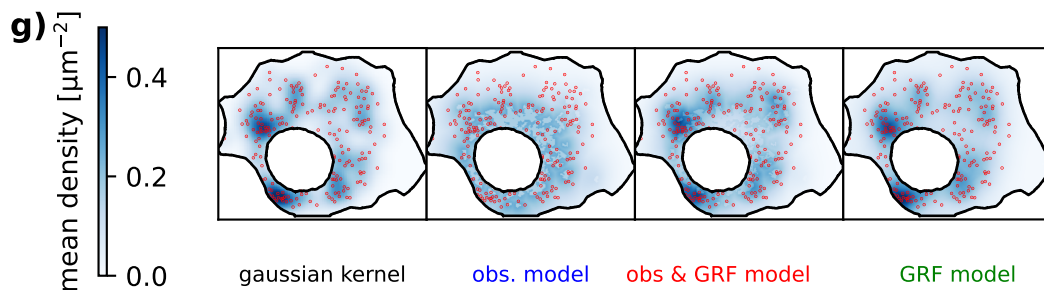 g)
mean density [µm⁻²]
0.4
0.2
0.0
gaussian kernel
obs. model
obs & GRF model
GRF model